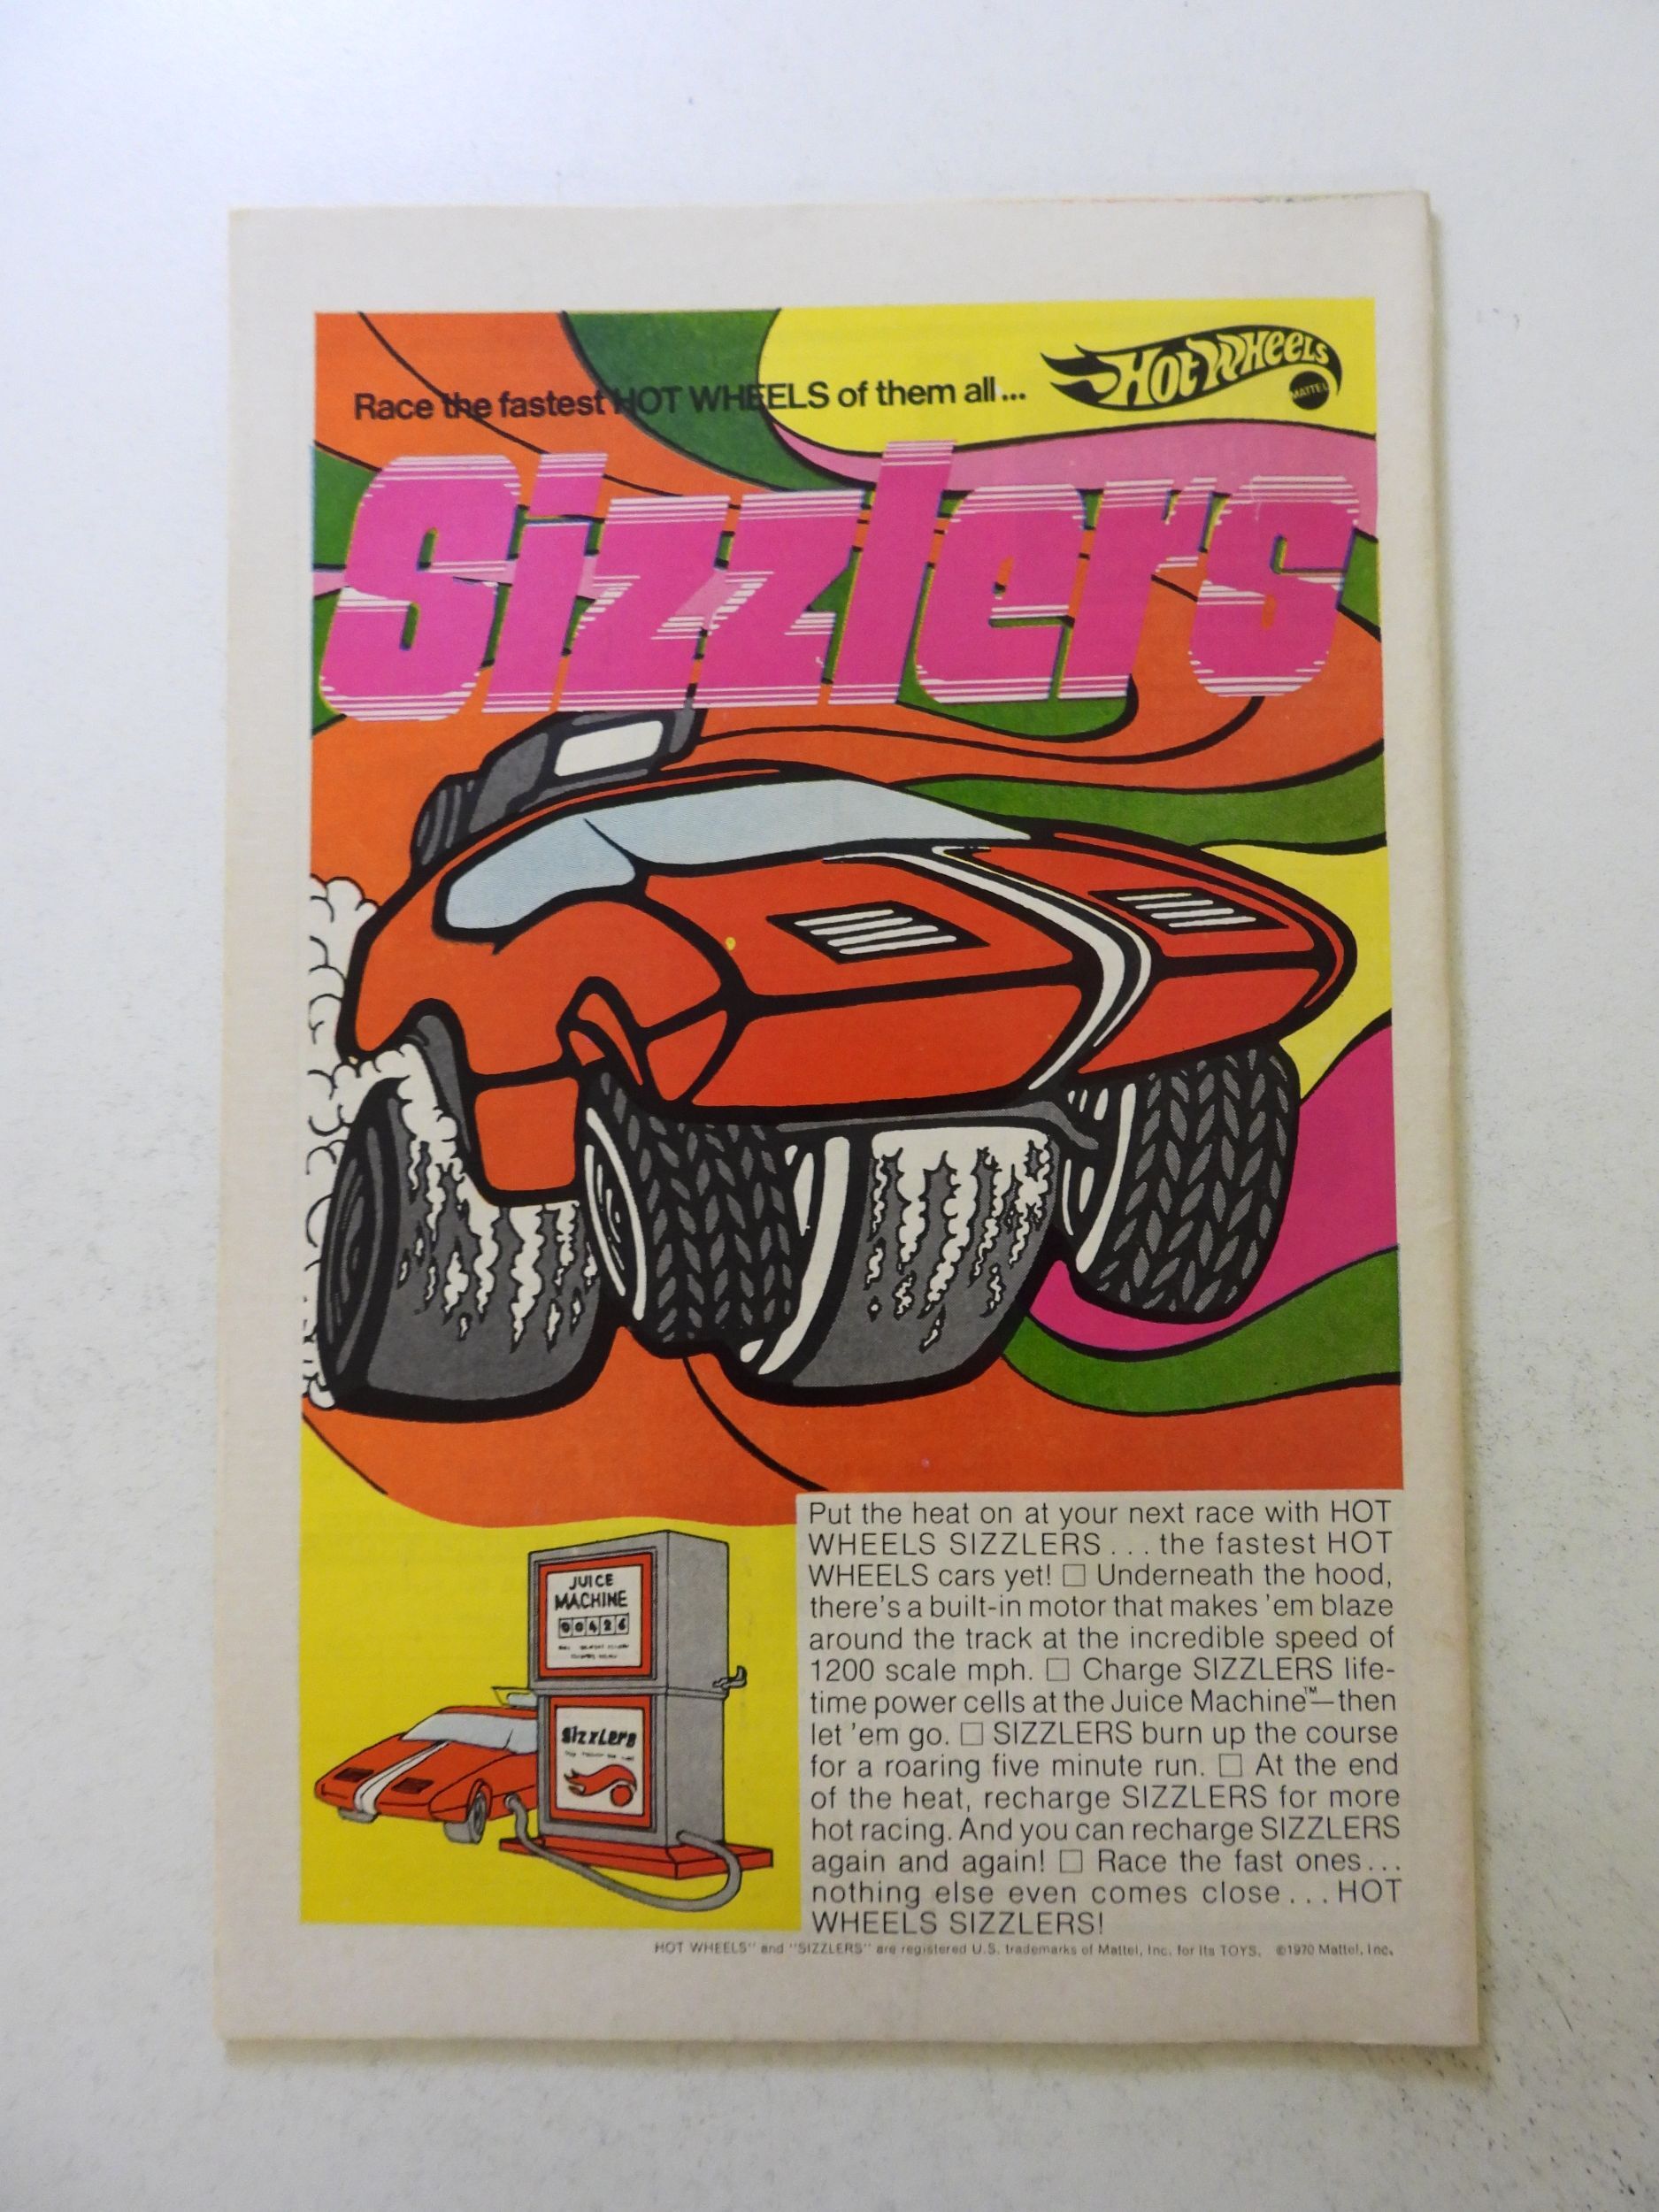 Race the fastest HOT WHEELS of them all...
Hot Wheels
MATTEL
Sizzlers
Put the heat on at your next race with HOT
WHEELS SIZZLERS... the fastest HOT
WHEELS cars yet! □ Underneath the hood,
there's a built-in motor that makes 'em blaze
around the track at the incredible speed of
1200 scale mph. □ Charge SIZZLERS life-
time power cells at the Juice Machine™—then
let 'em go. □ SIZZLERS burn up the course
for a roaring five minute run. □ At the end
of the heat, recharge SIZZLERS for more
hot racing. And you can recharge SIZZLERS
again and again! □ Race the fast ones...
nothing else even comes close... HOT
WHEELS SIZZLERS!
JUICE
MACHINE
00426
Sizzlers
HOT WHEELS" and "SIZZLERS" are registered U.S. trademarks of Mattel, Inc. for its TOYS. ©1970 Mattel, Inc.